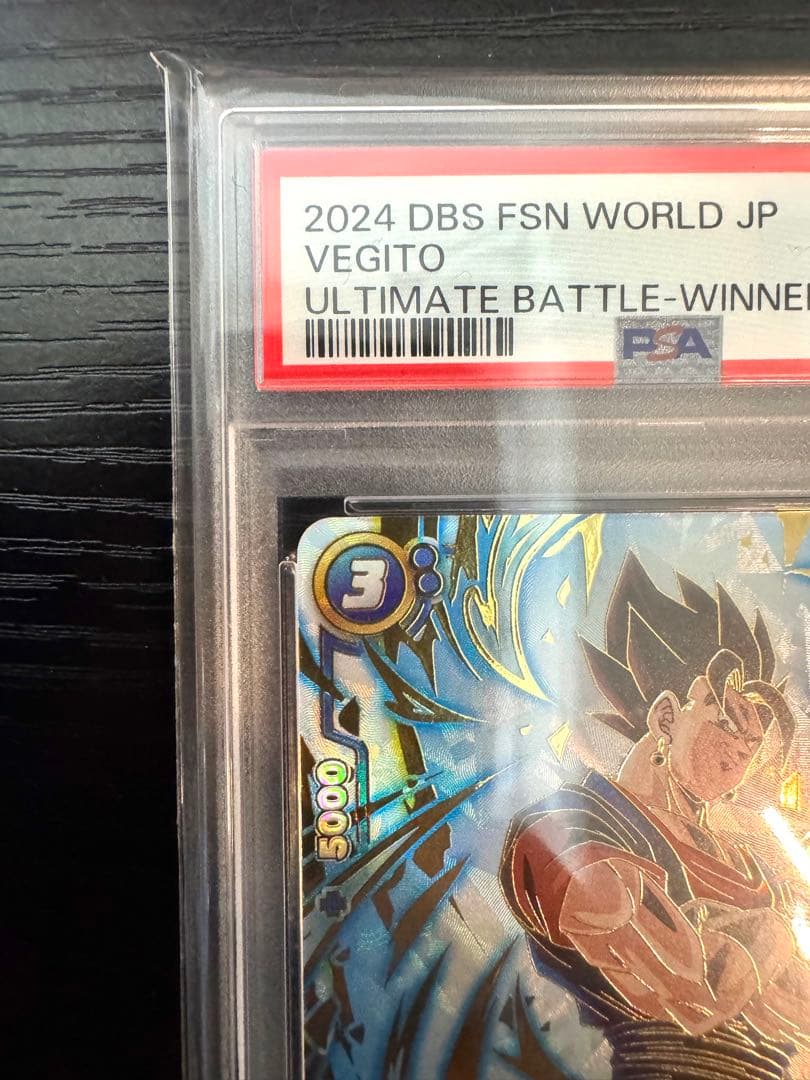 2024 DBS FSN WORLD JP
VEGITO
ULTIMATE BATTLE-WINNER
PSA
3
5000
+